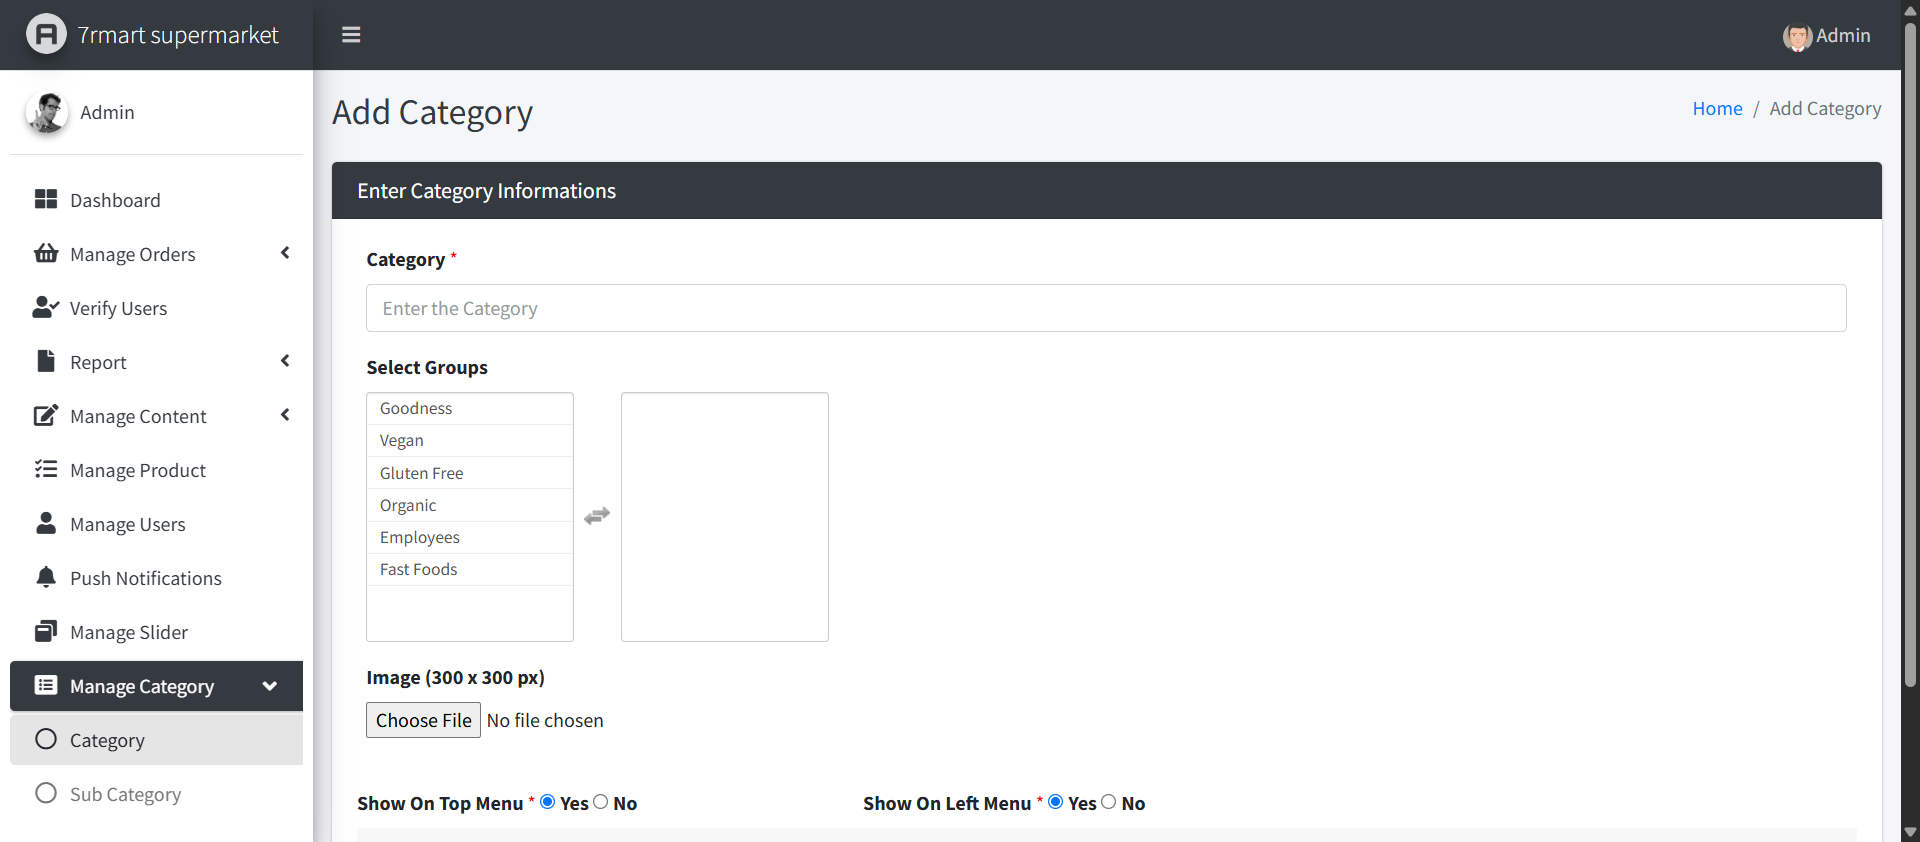 7rmart supermarket
Admin
Admin
Dashboard
Manage Orders
Verify Users
Report
Manage Content
Manage Product
Manage Users
Push Notifications
Manage Slider
Manage Category
Category
Sub Category
Add Category
Home / Add Category
Enter Category Informations
Category *
Enter the Category
Select Groups
Goodness
Vegan
Gluten Free
Organic
Employees
Fast Foods
Image (300 x 300 px)
Choose File No file chosen
Show On Top Menu * Yes No
Show On Left Menu * Yes No